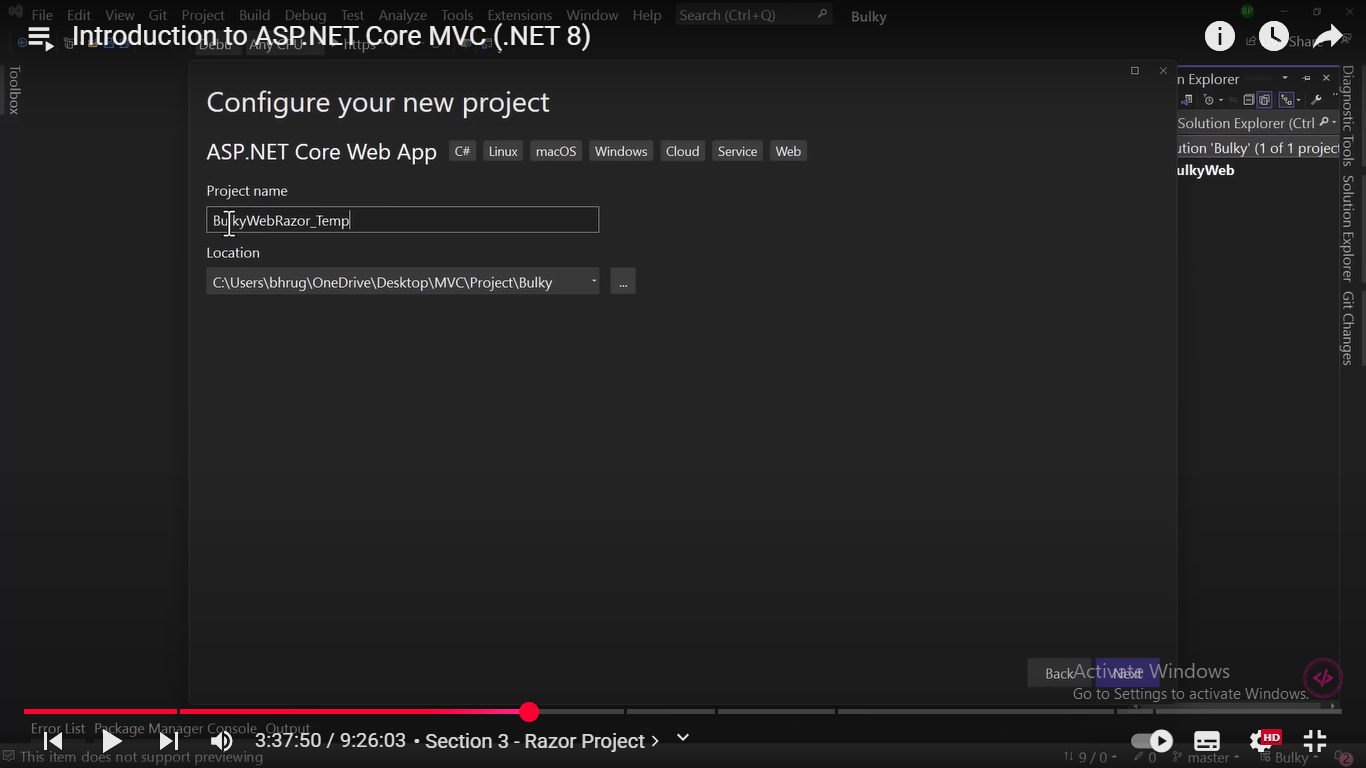 File Edit View Git Project Build Debug Test Analyze Tools Extensions Window Help Search (Ctrl+Q) Bulky
BP
Introduction to ASP.NET Core MVC (.NET 8)
Share
Toolbox
Configure your new project
ASP.NET Core Web App C# Linux macOS Windows Cloud Service Web
Project name
BulkyWebRazor_Temp
Location
C:\Users\bhrug\OneDrive\Desktop\MVC\Project\Bulky
...
n Explorer
Solution Explorer (Ctrl
ution 'Bulky' (1 of 1 project
ulkyWeb
Diagnostic Tools
Solution Explorer
Git Changes
Back Next
Activate Windows
Go to Settings to activate Windows.
Error List Package Manager Console Output
3:37:50 / 9:26:03 • Section 3 - Razor Project
HD
This item does not support previewing
9 / 0 0 master Bulky 2